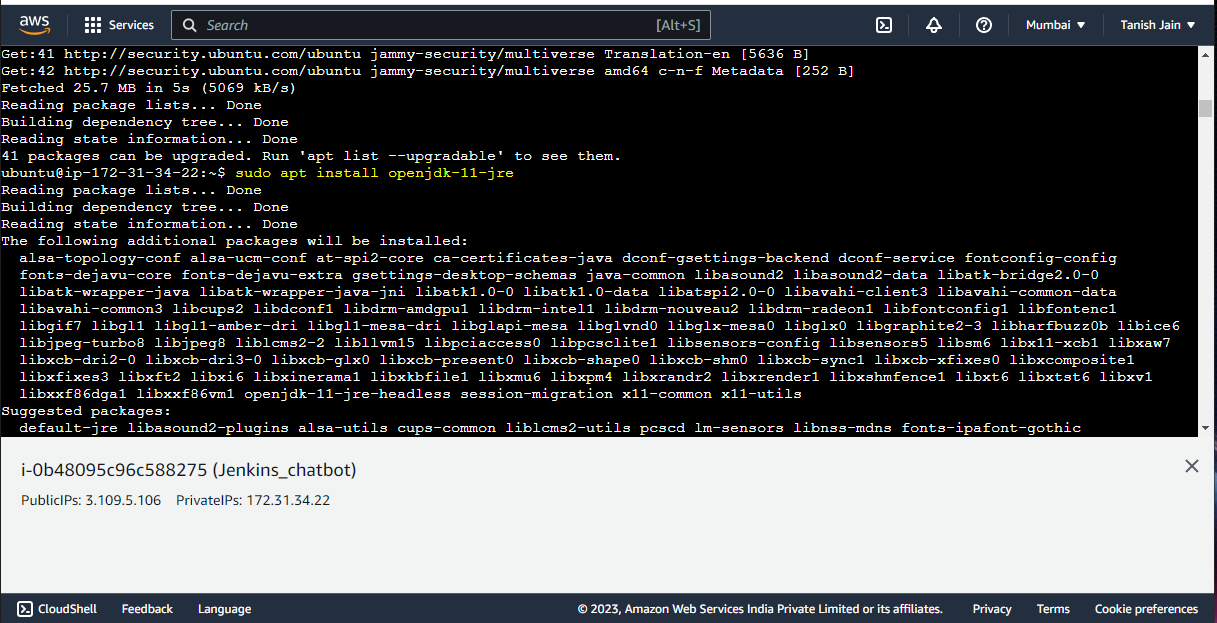 aws Services Search [Alt+S] Mumbai ▼ Tanish Jain ▼
Get:41 http://security.ubuntu.com/ubuntu jammy-security/multiverse Translation-en [5636 B]
Get:42 http://security.ubuntu.com/ubuntu jammy-security/multiverse amd64 c-n-f Metadata [252 B]
Fetched 25.7 MB in 5s (5069 kB/s)
Reading package lists... Done
Building dependency tree... Done
Reading state information... Done
41 packages can be upgraded. Run 'apt list --upgradable' to see them.
ubuntu@ip-172-31-34-22:~$ sudo apt install openjdk-11-jre
Reading package lists... Done
Building dependency tree... Done
Reading state information... Done
The following additional packages will be installed:
alsa-topology-conf alsa-ucm-conf at-spi2-core ca-certificates-java dconf-gsettings-backend dconf-service fontconfig-config
fonts-dejavu-core fonts-dejavu-extra gsettings-desktop-schemas java-common libasound2 libasound2-data libatk-bridge2.0-0
libatk-wrapper-java libatk-wrapper-java-jni libatk1.0-0 libatk1.0-data libatspi2.0-0 libavahi-client3 libavahi-common-data
libavahi-common3 libcups2 libdconf1 libdrm-amdgpu1 libdrm-intel1 libdrm-nouveau2 libdrm-radeon1 libfontconfig1 libfontenc1
libgif7 libgl1 libgl1-amber-dri libgl1-mesa-dri libglapi-mesa libglvnd0 libglx-mesa0 libglx0 libgraphite2-3 libharfbuzz0b libice6
libjpeg-turbo8 libjpeg8 liblcms2-2 libllvm15 libpciaccess0 libpcsclite1 libsensors-config libsensors5 libsm6 libx11-xcb1 libxaw7
libxcb-dri2-0 libxcb-dri3-0 libxcb-glx0 libxcb-present0 libxcb-shape0 libxcb-shm0 libxcb-sync1 libxcb-xfixes0 libxcomposite1
libxfixes3 libxft2 libxi6 libxinerama1 libxkbfile1 libxmu6 libxpm4 libxrandr2 libxrender1 libxshmfence1 libxt6 libxtst6 libxv1
libxxf86dga1 libxxf86vm1 openjdk-11-jre-headless session-migration x11-common x11-utils
Suggested packages:
default-jre libasound2-plugins alsa-utils cups-common liblcms2-utils pcscd lm-sensors libnss-mdns fonts-ipafont-gothic
i-0b48095c96c588275 (Jenkins_chatbot)
PublicIPs: 3.109.5.106 PrivateIPs: 172.31.34.22
CloudShell Feedback Language © 2023, Amazon Web Services India Private Limited or its affiliates. Privacy Terms Cookie preferences